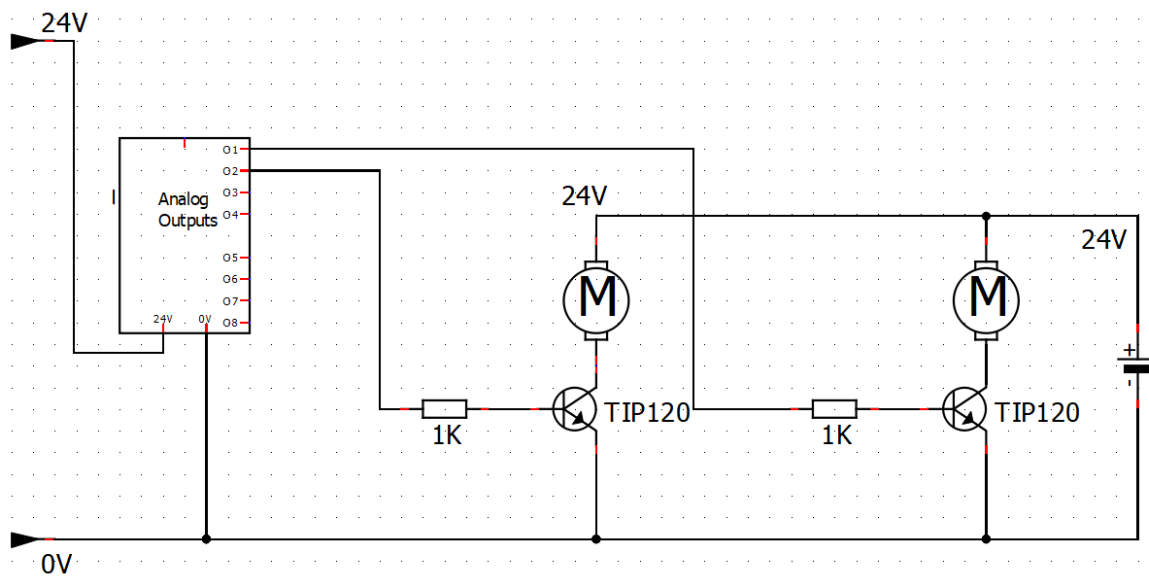 24V
I
Analog
Outputs
O1
O2
O3
O4
O5
O6
O7
O8
24V
0V
24V
24V
M
M
TIP120
TIP120
1K
1K
+
-
0V